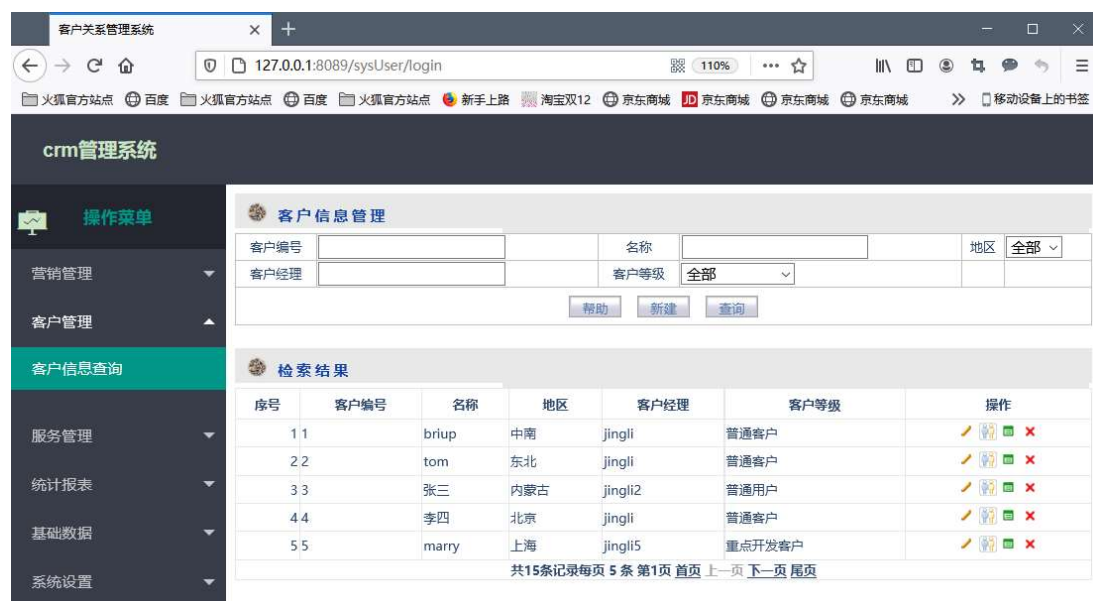 客户关系管理系统
127.0.0.1:8089/sysUser/login 110%
火狐官方站点 百度 火狐官方站点 百度 火狐官方站点 新手上路 淘宝双12 京东商城 JD 京东商城 京东商城 京东商城 移动设备上的书签
crm管理系统
操作菜单
营销管理
客户管理
客户信息查询
服务管理
统计报表
基础数据
系统设置
客户信息管理
客户编号 名称 地区 全部
客户经理 客户等级 全部
帮助 新建 查询
检索结果
序号 客户编号 名称 地区 客户经理 客户等级 操作
1 1 briup 中南 jingli 普通客户
2 2 tom 东北 jingli 普通客户
3 3 张三 内蒙古 jingli2 普通用户
4 4 李四 北京 jingli 普通客户
5 5 marry 上海 jingli5 重点开发客户
共15条记录每页 5 条 第1页 首页 上一页 下一页 尾页